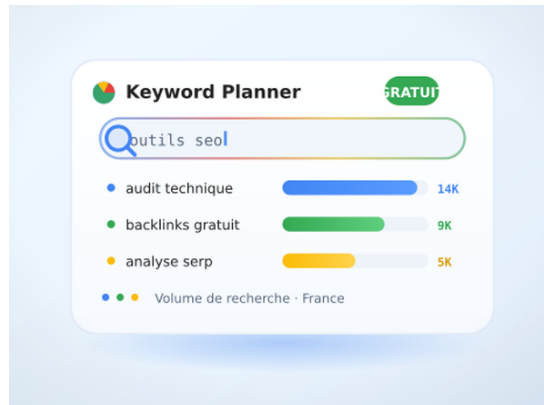 Keyword Planner GRATUIT
outils seo
audit technique 14K
backlinks gratuit 9K
analyse serp 5K
Volume de recherche · France